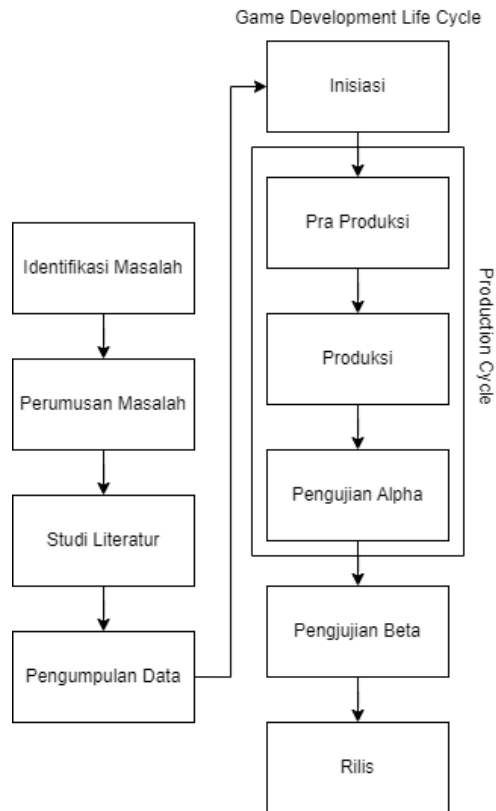 Game Development Life Cycle
Inisiasi
Pra Produksi
Identifikasi Masalah
Production Cycle
Produksi
Perumusan Masalah
Pengujian Alpha
Studi Literatur
Pengjujian Beta
Pengumpulan Data
Rilis